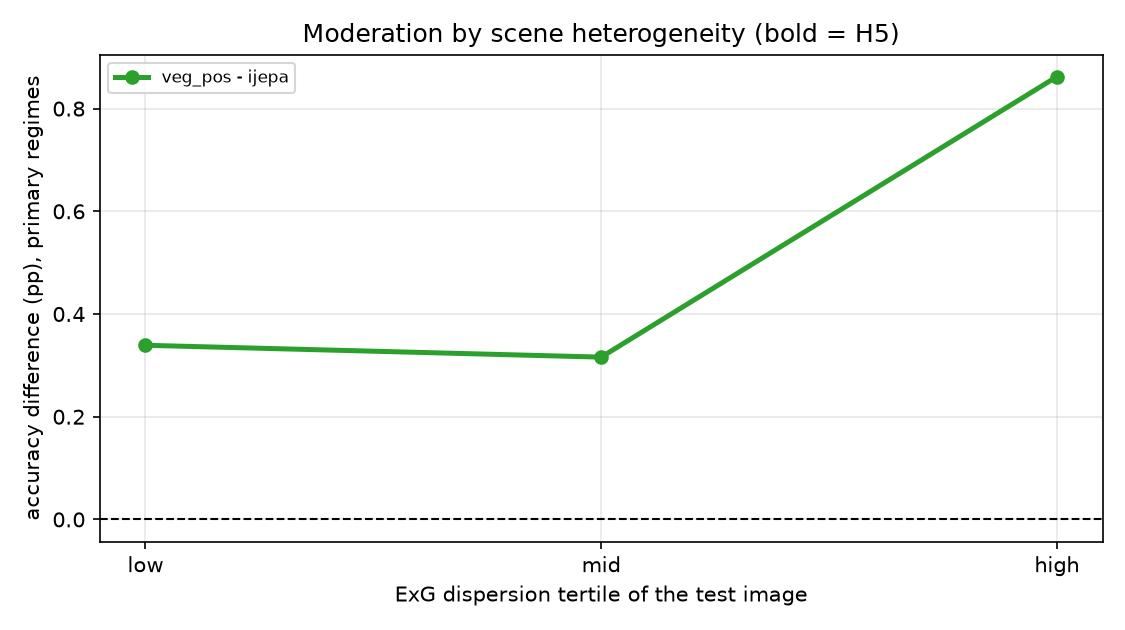 Moderation by scene heterogeneity (bold = H5)
veg_pos - ijepa
accuracy difference (pp), primary regimes
0.8
0.6
0.4
0.2
0.0
low mid high
ExG dispersion tertile of the test image